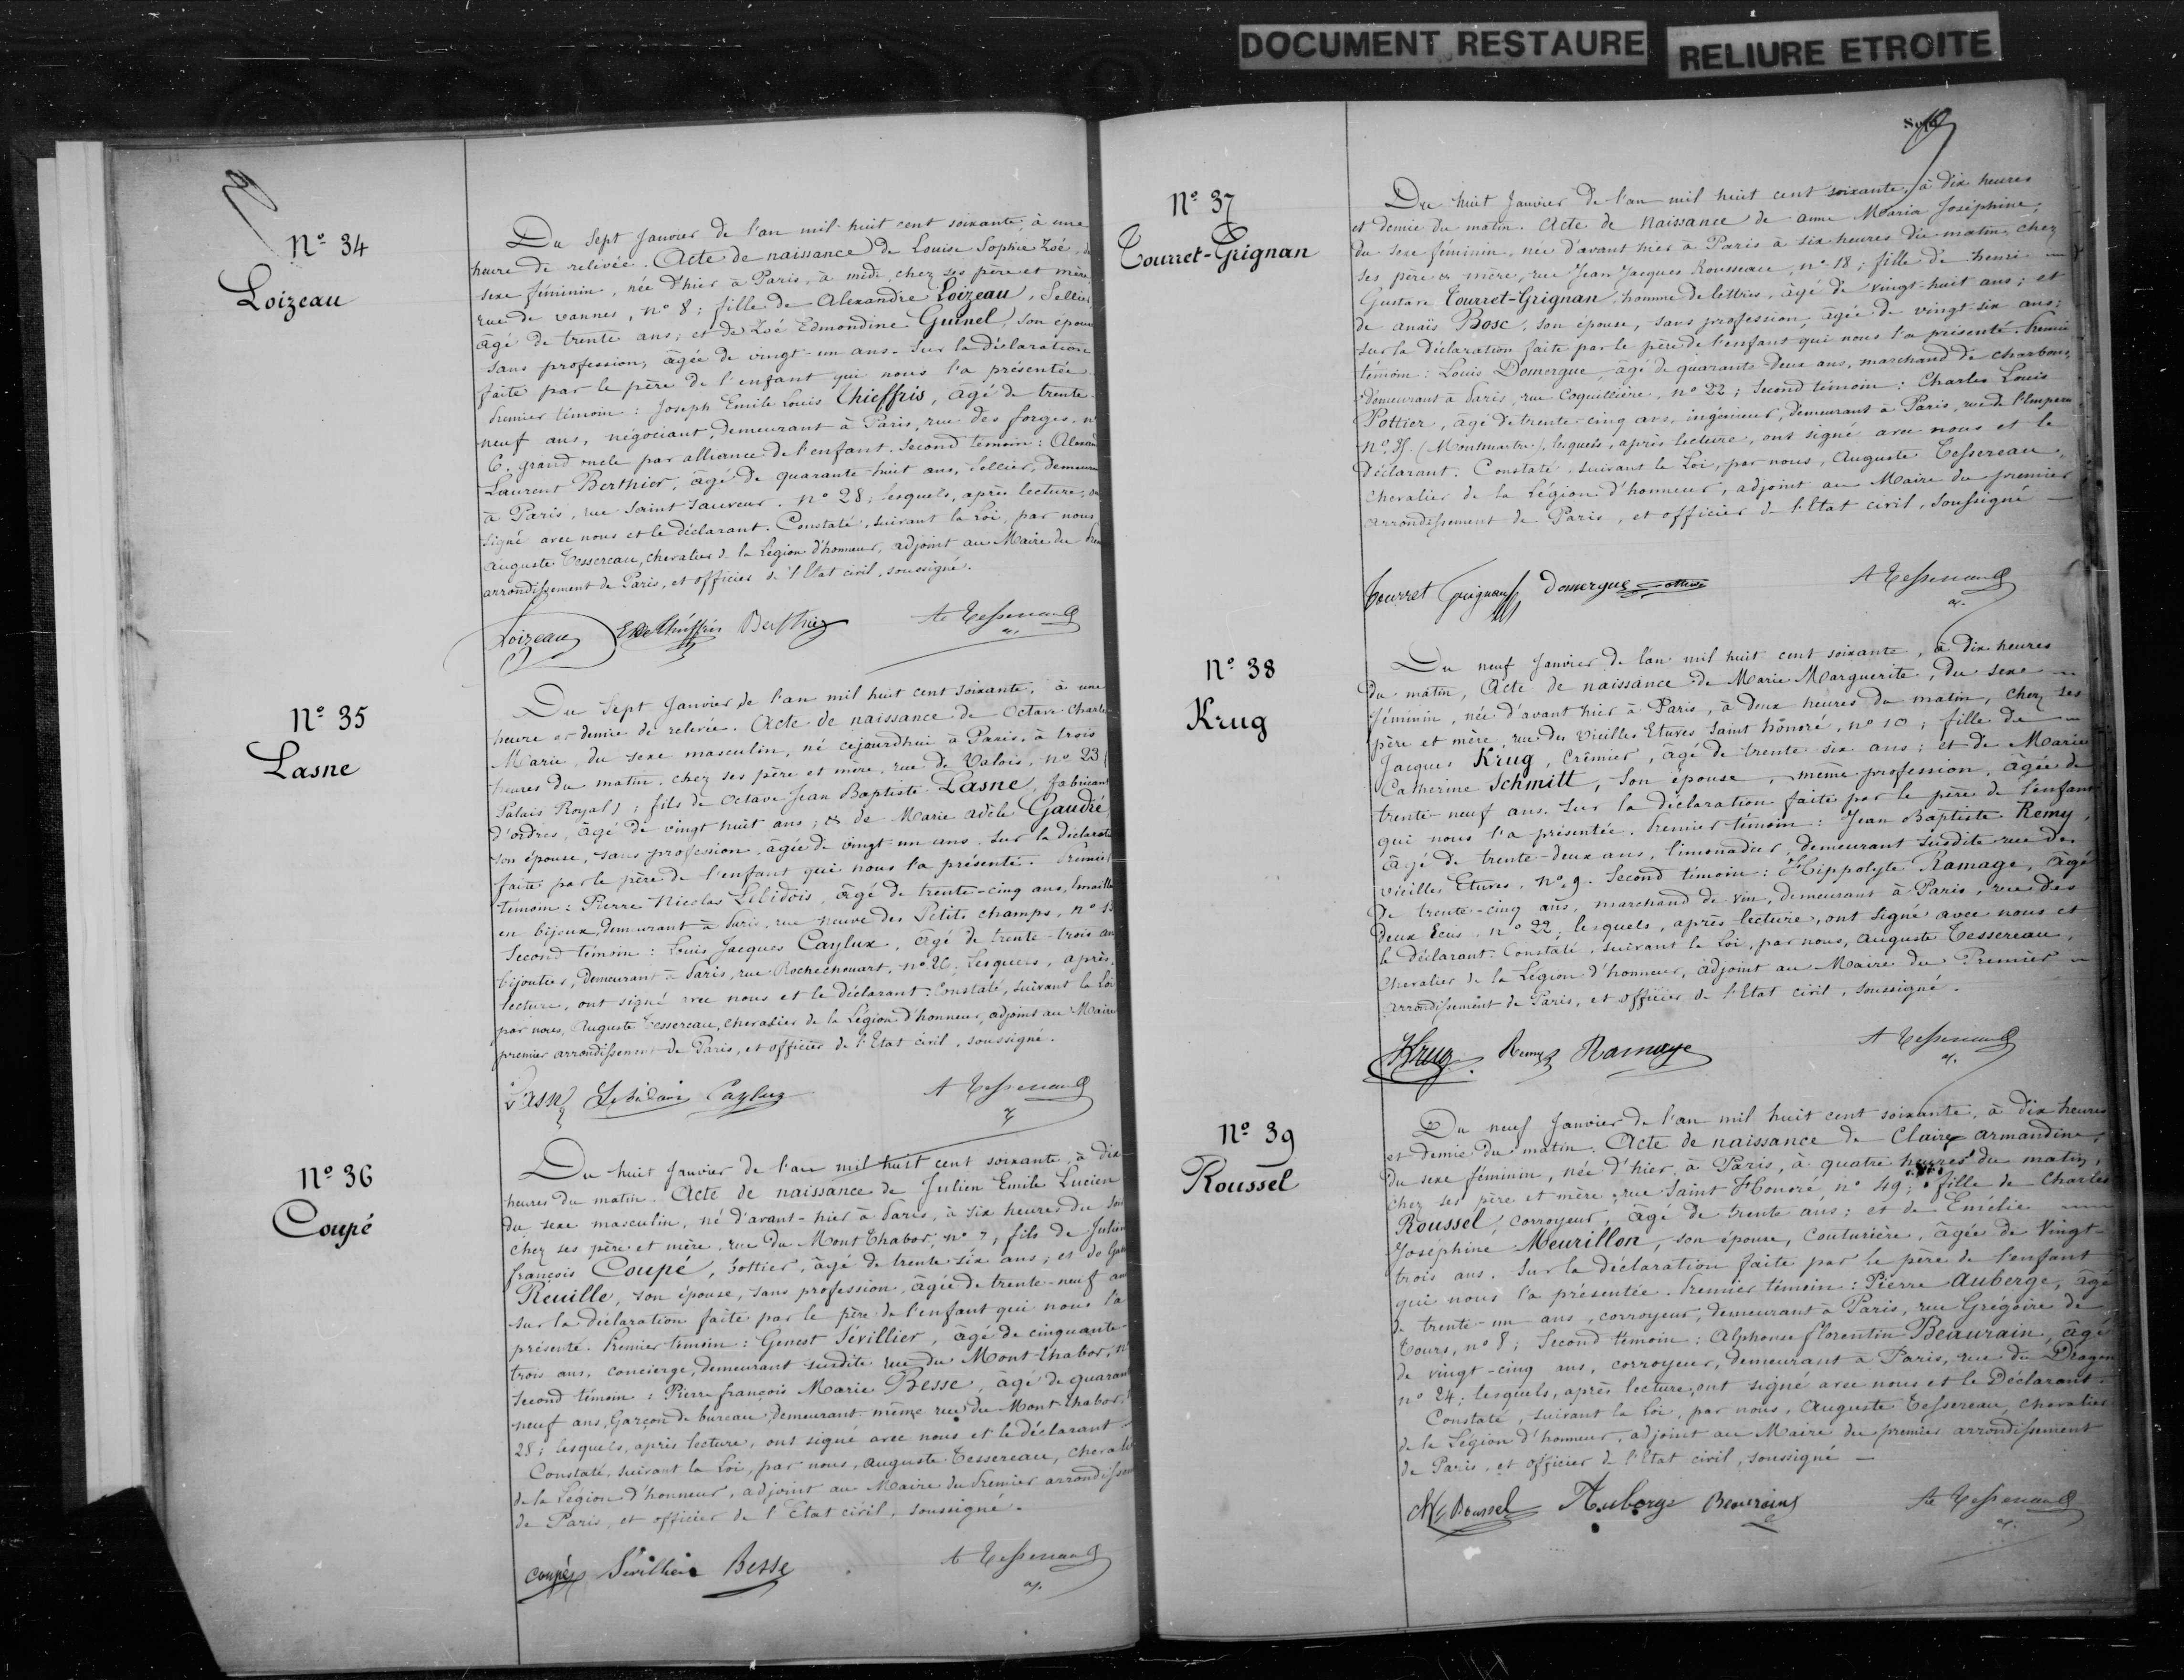 DOCUMENT RESTAURE
RELIURE ETROITE
Nº 34
Loizeau
Du Sept Janvier de l'an mil huit cent soixante, à une
heure de relevée. Acte de naissance de Louise Sophie Zoé, du
sexe féminin, née d'hier à Paris, à midi, chez ses père et mère,
rue de vannes, nº 8; fille de Alexandre Loizeau, Sellier,
âgé de trente ans; et de Zoé Edmondine Guinel, son épouse
sans profession, âgée de vingt-un ans. Sur la déclaration
faite par le père de l'enfant qui nous l'a présentée.
Premier témoin: Joseph Emile Louis Thieffris, âgé de trente-
neuf ans, négociant, demeurant à Paris, rue des forges, nº
6. grand oncle par alliance de l'enfant. Second témoin:
Laurent Berthier, âgé de quarante-huit ans, Sellier, demeurant
à Paris, rue Saint Sauveur, nº 28; lesquels, après lecture, ont
signé avec nous et le déclarant. Constaté, suivant la Loi, par nous
Auguste Tessereau, chevalier de la Légion d'honneur, adjoint au Maire du
arrondissement de Paris, et officier de l'Etat civil, soussigné.
Loizeau Thieffris Berthier A Tessereau
Nº 35
Lasne
Du Sept Janvier de l'an mil huit cent soixante, à une
heure et demie de relevée. Acte de naissance de Octave Charles
Marie, du sexe masculin, né cejourd'hui à Paris, à trois
heures du matin, chez ses père et mère, rue de Valois, nº 23 (
Palais Royal); fils de Octave Jean Baptiste Lasne, fabricant
d'ordres, âgé de vingt huit ans; & de Marie adèle Gaudré,
son épouse, sans profession, âgée de vingt-un ans. Sur la déclaration
faite par le père de l'enfant qui nous l'a présenté. Premier
témoin: Pierre Nicolas Lebidois, âgé de trente-cinq ans, Emailleur
en bijoux, demeurant à Paris, rue neuve des Petits champs, nº
Second témoin: Louis Jacques Caylux, âgé de trente-trois ans
bijoutier, demeurant à Paris, rue Rochechouart, nº 26; Lesquels, après
lecture, ont signé avec nous et le déclarant. Constaté, suivant la Loi
par nous, Auguste Tessereau, chevalier de la Légion d'honneur, adjoint au Maire
premier arrondissement de Paris, et officier de l'Etat civil, soussigné.
Lasne Lebidois Caylux A Tessereau
Nº 36
Coupé
Du huit Janvier de l'an mil huit cent soixante, à dix
heures du matin. Acte de naissance de Julien Emile Lucien
du sexe masculin, né d'avant-hier à Paris, à six heures du soir
chez ses père et mère, rue du Mont Thabor, nº 7; fils de Julien
françois Coupé, bottier, âgé de trente six ans; et de
Reuille, son épouse, sans profession, âgée de trente-neuf ans
Sur la déclaration faite par le père de l'enfant qui nous l'a
présenté. Premier témoin: Genest Sévillier, âgé de cinquante-
trois ans, concierge, demeurant susdite rue du Mont-Thabor, nº
Second témoin: Pierre françois Marie Besse, âgé de quarante
neuf ans, Garçon de bureau, demeurant même rue du Mont Thabor,
28; lesquels, après lecture, ont signé avec nous et le déclarant
Constaté, suivant la Loi, par nous, Auguste Tessereau, chevalier
de la Légion d'honneur, adjoint au Maire du Premier arrondissement
de Paris, et officier de l'Etat civil, soussigné.
Coupé Sévillier Besse A Tessereau
Nº 37
Tourret-Grignan
Du huit Janvier de l'an mil huit cent soixante, à dix heures
et demie du matin. Acte de Naissance de anne Maria Joséphine,
du sexe féminin, née d'avant hier à Paris à six heures du matin, chez
ses père & mère, rue Jean Jacques Rousseau, nº 18; fille de henri
Gustave Tourret-Grignan, homme de lettres, âgé de vingt-huit ans; et
de anaïs Bosc, son épouse, sans profession, âgée de vingt-six ans;
Sur la déclaration faite par le père de l'enfant qui nous l'a présenté. Premier
témoin: Louis Domergue, âgé de quarante-deux ans, marchand de charbons,
demeurant à Paris, rue Coquillière, nº 22; Second témoin: Charles Louis
Pottier, âgé de trente-cinq ans, ingénieur, demeurant à Paris, rue de l'Empereur
nº 35. (Montmartre), lesquels, après lecture, ont signé avec nous et le
Déclarant. Constaté, suivant la Loi, par nous, Auguste Tessereau,
Chevalier de la Légion d'honneur, adjoint au Maire du premier
arrondissement de Paris, et officier de l'Etat civil, soussigné
Tourret Grignan Domergue Pottier A Tessereau
Nº 38
Krug
Du neuf Janvier de l'an mil huit cent soixante, à dix heures
du matin, Acte de naissance de Marie Marguerite, du sexe
féminin, née d'avant hier à Paris, à deux heures du matin, chez ses
père et mère, rue des Vieilles Etuves Saint honoré, nº 10; fille de
Jacques Krug, Crêmier, âgé de trente six ans; et de Marie
Catherine Schmitt, son épouse, même profession, âgée de
trente-neuf ans. Sur la déclaration faite par le père de l'enfant
qui nous l'a présentée. Premier témoin: Jean Baptiste Remy,
âgé de trente-deux ans, limonadier, demeurant susdite rue des
vieilles Etuves, nº 9. Second témoin: Hippolyte Ramage, âgé
de trente-cinq ans, marchand de vin, demeurant à Paris, rue des
deux Ecus, nº 22; lesquels, après lecture, ont signé avec nous et
le déclarant. Constaté, suivant la Loi, par nous, Auguste Tessereau,
Chevalier de la Légion d'honneur, adjoint au Maire du Premier
arrondissement de Paris, et officier de l'Etat civil, soussigné.
Krug Remy Ramage A Tessereau
Nº 39
Roussel
Du neuf Janvier de l'an mil huit cent soixante, à dix heures
et demie du matin. Acte de naissance de Claire armandine,
du sexe féminin, née d'hier, à Paris, à quatre heures du matin,
chez ses père et mère, rue Saint Honoré, nº 49; fille de Charles
Roussel, corroyeur, âgé de trente ans; et de Emélie
Joséphine Meurillon, son épouse, couturière, âgée de Vingt-
trois ans. Sur la déclaration faite par le père de l'enfant
qui nous l'a présentée. Premier témoin: Pierre auberge, âgé
de trente-un ans, corroyeur, demeurant à Paris, rue Grégoire de
Tours, nº 8; Second témoin: Alphonse florentin Beaurain, âgé
de vingt-cinq ans, corroyeur, demeurant à Paris, rue du Dragon
nº 24; lesquels, après lecture, ont signé avec nous et le Déclarant.
Constaté, suivant la Loi, par nous, Auguste Tessereau, chevalier
de la Légion d'honneur, adjoint au Maire du premier arrondissement
de Paris, et officier de l'Etat civil, soussigné
Ch Roussel Auberge Beaurain A Tessereau